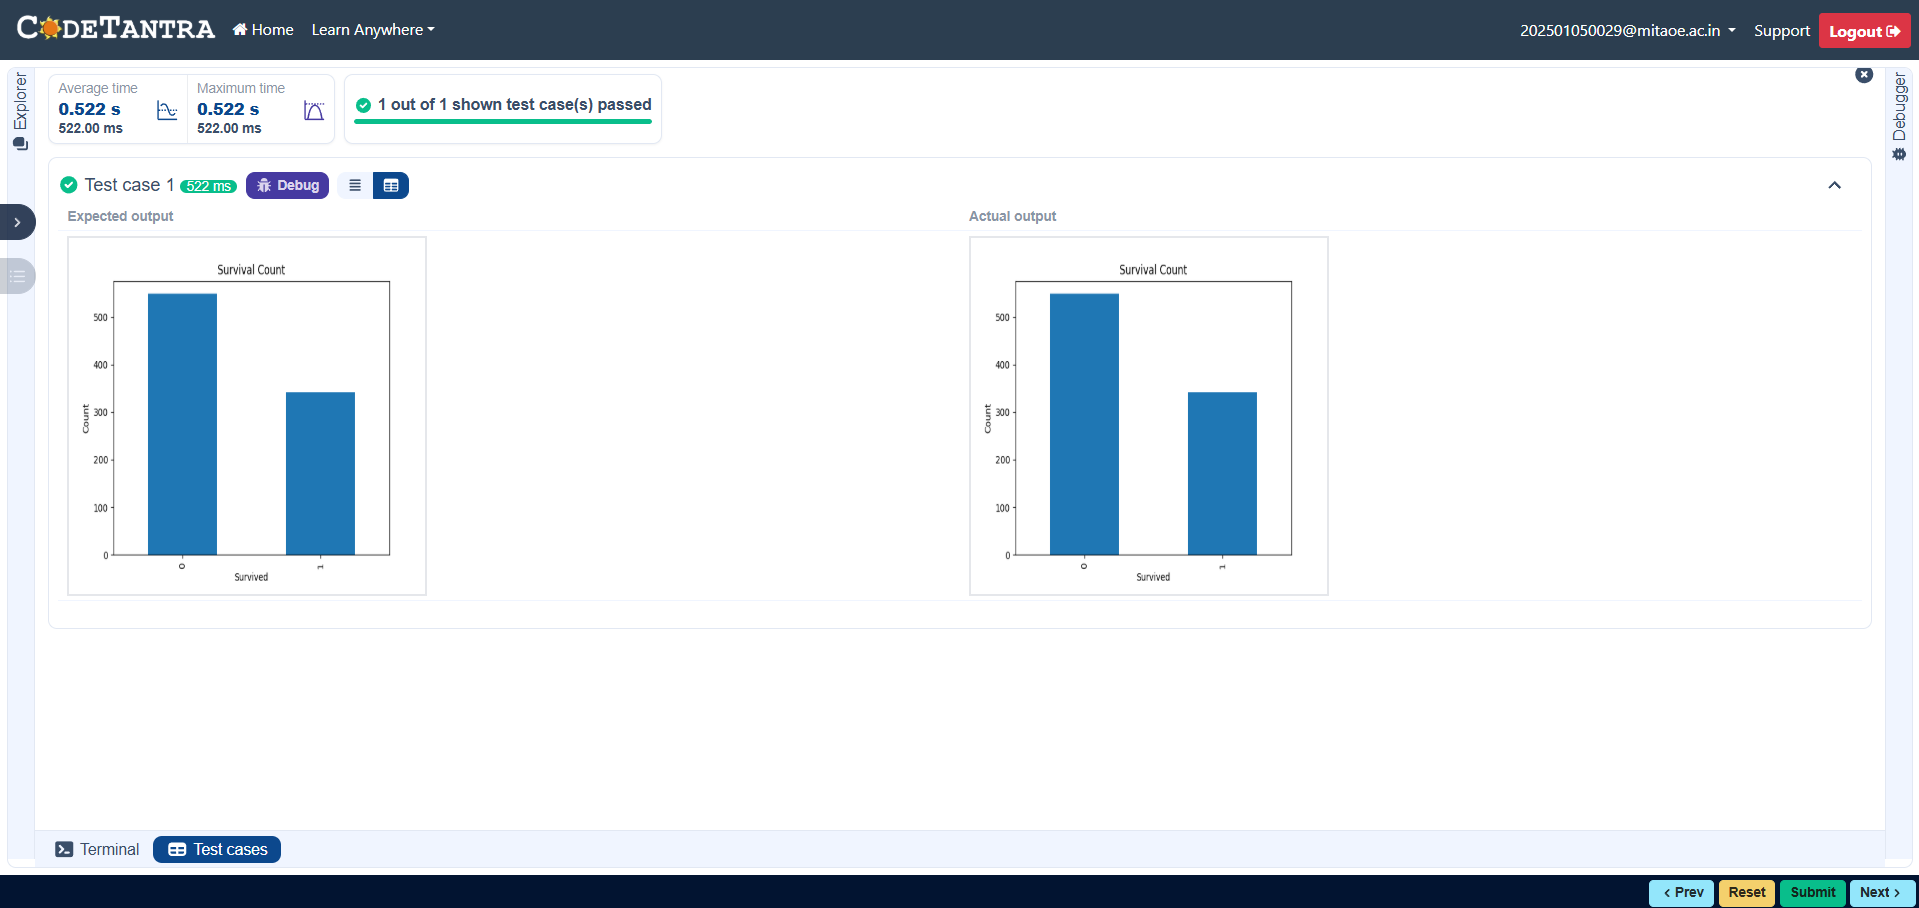 CODETANTRA
Home
Learn Anywhere
202501050029@mitaoe.ac.in
Support
Logout
Explorer
Debugger
Average time
0.522 s
522.00 ms
Maximum time
0.522 s
522.00 ms
1 out of 1 shown test case(s) passed
Test case 1
522 ms
Debug
Expected output
Survival Count
500
400
300
200
100
0
Count
0
1
Survived
Actual output
Survival Count
500
400
300
200
100
0
Count
0
1
Survived
Terminal
Test cases
Prev
Reset
Submit
Next